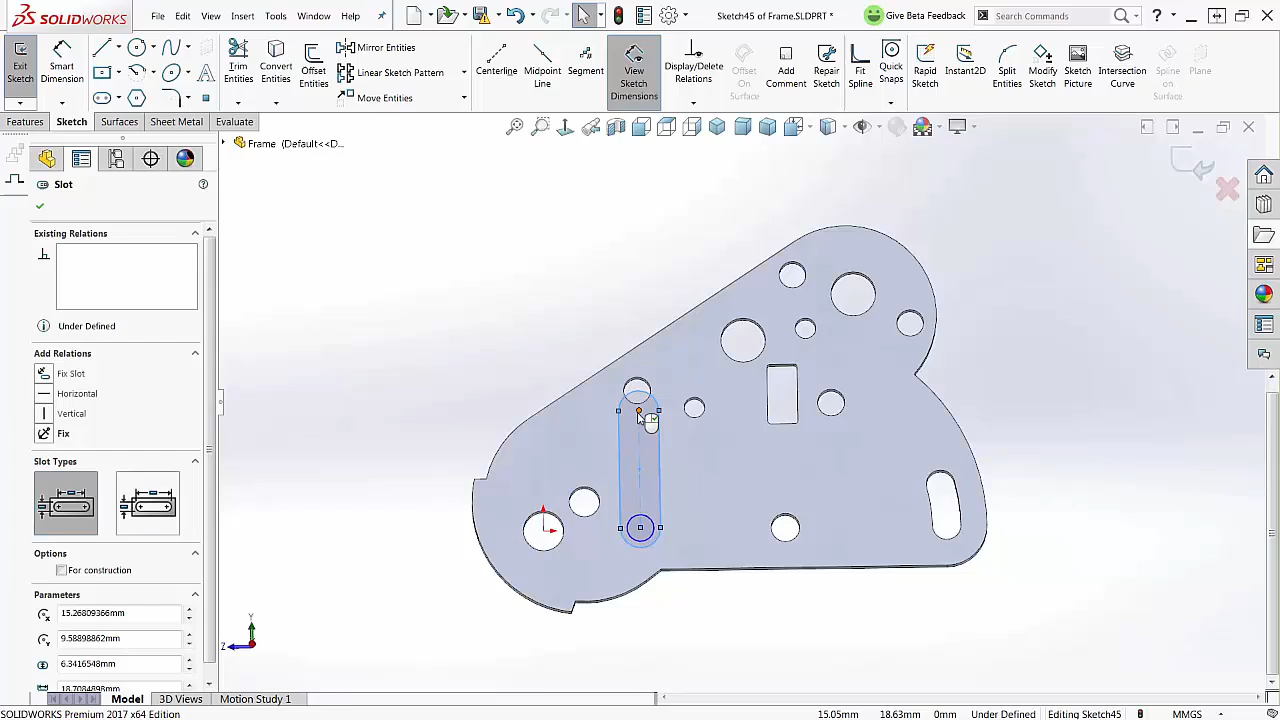 SOLIDWORKS File Edit View Insert Tools Window Help Sketch45 of Frame.SLDPRT * Give Beta Feedback Search Commands ?
Exit Sketch Smart Dimension Trim Entities Convert Entities Offset Entities Mirror Entities Linear Sketch Pattern Move Entities Centerline Midpoint Line Segment View Sketch Dimensions Display/Delete Relations Offset On Surface Add Comment Repair Sketch Fit Spline Quick Snaps Rapid Sketch Instant2D Split Entities Modify Sketch Sketch Picture Intersection Curve Spline on Surface Plane
Features Sketch Surfaces Sheet Metal Evaluate
Frame (Default<<D...
Slot
Existing Relations
Under Defined
Add Relations
Fix Slot
Horizontal
Vertical
Fix
Slot Types
Options
For construction
Parameters
15.26809366mm
9.58898862mm
6.3416548mm
18.7084898mm
Y
Z
Model 3D Views Motion Study 1
SOLIDWORKS Premium 2017 x64 Edition 15.05mm 18.63mm 0mm Under Defined Editing Sketch45 MMGS